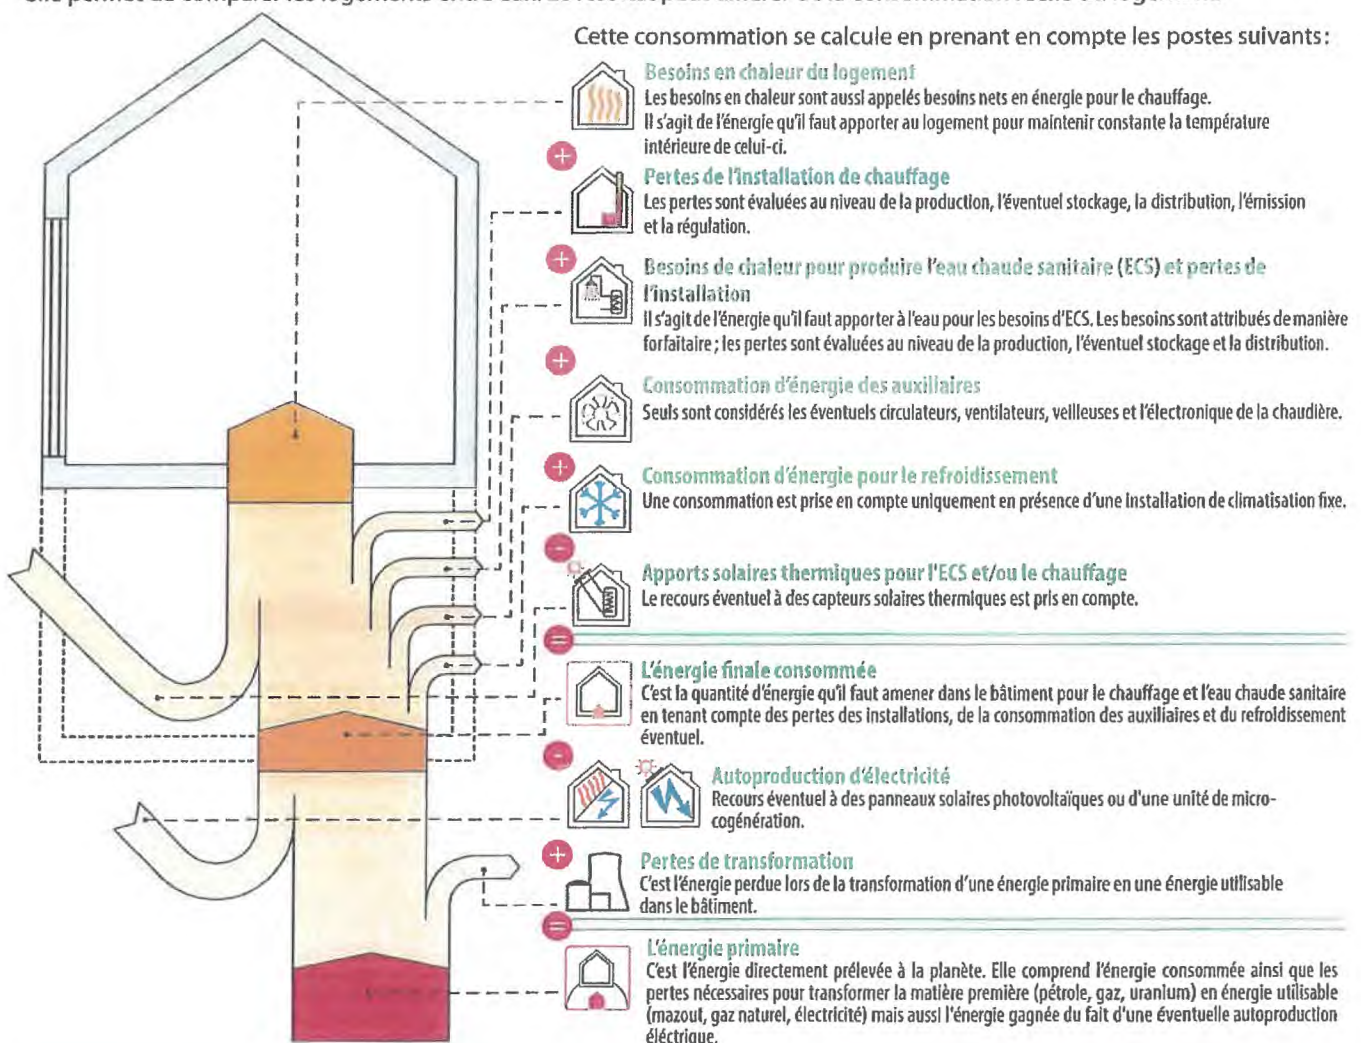 Cette consommation se calcule en prenant en compte les postes suivants:
Besoins en chaleur du logement
Les besoins en chaleur sont aussi appelés besoins nets en énergie pour le chauffage.
Il s'agit de l'énergie qu'il faut apporter au logement pour maintenir constante la température
intérieure de celui-ci.
+
Pertes de l'installation de chauffage
Les pertes sont évaluées au niveau de la production, l'éventuel stockage, la distribution, l'émission
et la régulation.
+
Besoins de chaleur pour produire l'eau chaude sanitaire (ECS) et pertes de
l'installation
Il s'agit de l'énergie qu'il faut apporter à l'eau pour les besoins d'ECS. Les besoins sont attribués de manière
forfaitaire; les pertes sont évaluées au niveau de la production, l'éventuel stockage et la distribution.
+
Consommation d'énergie des auxiliaires
Seuls sont considérés les éventuels circulateurs, ventilateurs, veilleuses et l'électronique de la chaudière.
+
Consommation d'énergie pour le refroidissement
Une consommation est prise en compte uniquement en présence d'une installation de climatisation fixe.
-
Apports solaires thermiques pour l'ECS et/ou le chauffage
Le recours éventuel à des capteurs solaires thermiques est pris en compte.
=
L'énergie finale consommée
C'est la quantité d'énergie qu'il faut amener dans le bâtiment pour le chauffage et l'eau chaude sanitaire
en tenant compte des pertes des installations, de la consommation des auxiliaires et du refroidissement
éventuel.
-
Autoproduction d'électricité
Recours éventuel à des panneaux solaires photovoltaïques ou d'une unité de micro-
cogénération.
+
Pertes de transformation
C'est l'énergie perdue lors de la transformation d'une énergie primaire en une énergie utilisable
dans le bâtiment.
=
L'énergie primaire
C'est l'énergie directement prélevée à la planète. Elle comprend l'énergie consommée ainsi que les
pertes nécessaires pour transformer la matière première (pétrole, gaz, uranium) en énergie utilisable
(mazout, gaz naturel, électricité) mais aussi l'énergie gagnée du fait d'une éventuelle autoproduction
éléctrique.